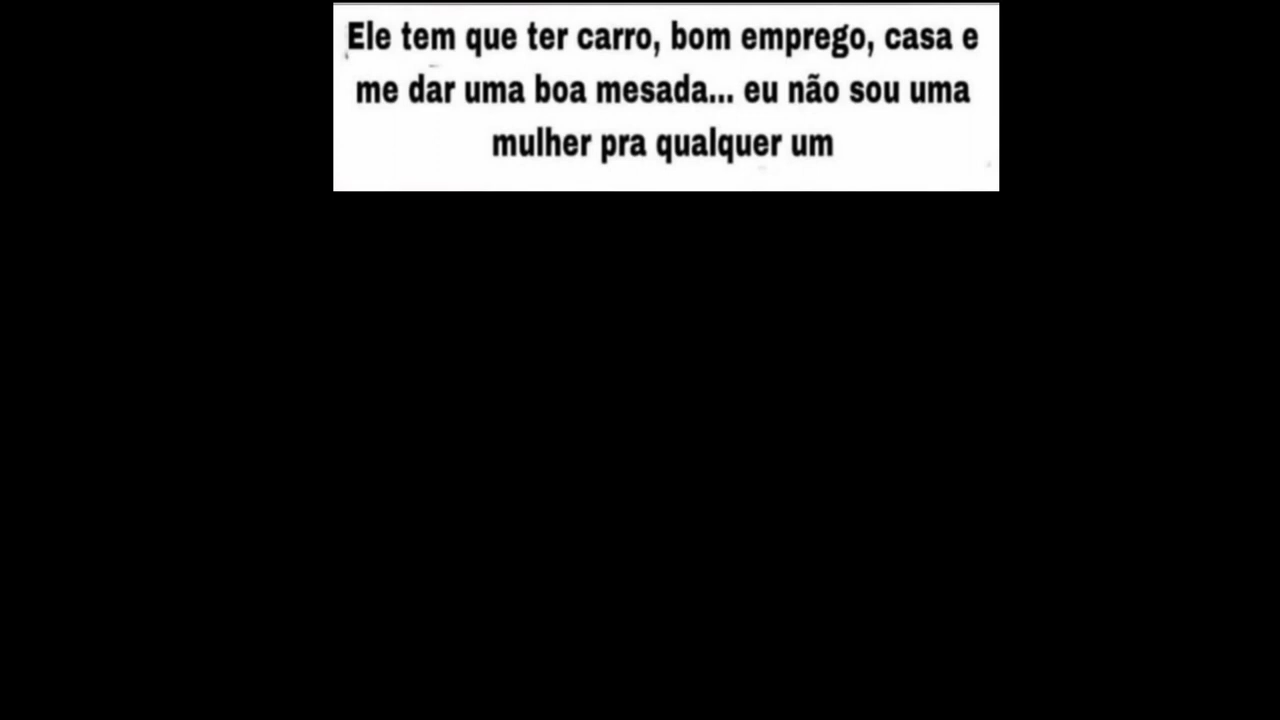 Ele tem que ter carro, bom emprego, casa e
me dar uma boa mesada... eu não sou uma
mulher pra qualquer um